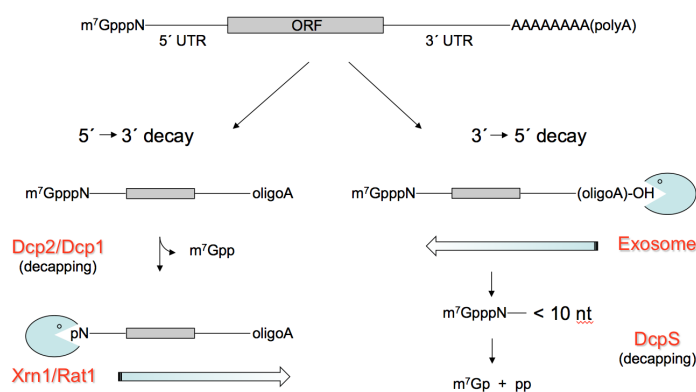 m⁷GpppN ORF AAAAAAAA(polyA)
5´ UTR 3´ UTR
5´ → 3´ decay
m⁷GpppN oligoA
Dcp2/Dcp1
(decapping)
m⁷Gpp
pN oligoA
Xrn1/Rat1
3´ → 5´ decay
m⁷GpppN (oligoA)-OH
Exosome
m⁷GpppN — < 10 nt
DcpS
(decapping)
m⁷Gp + pp